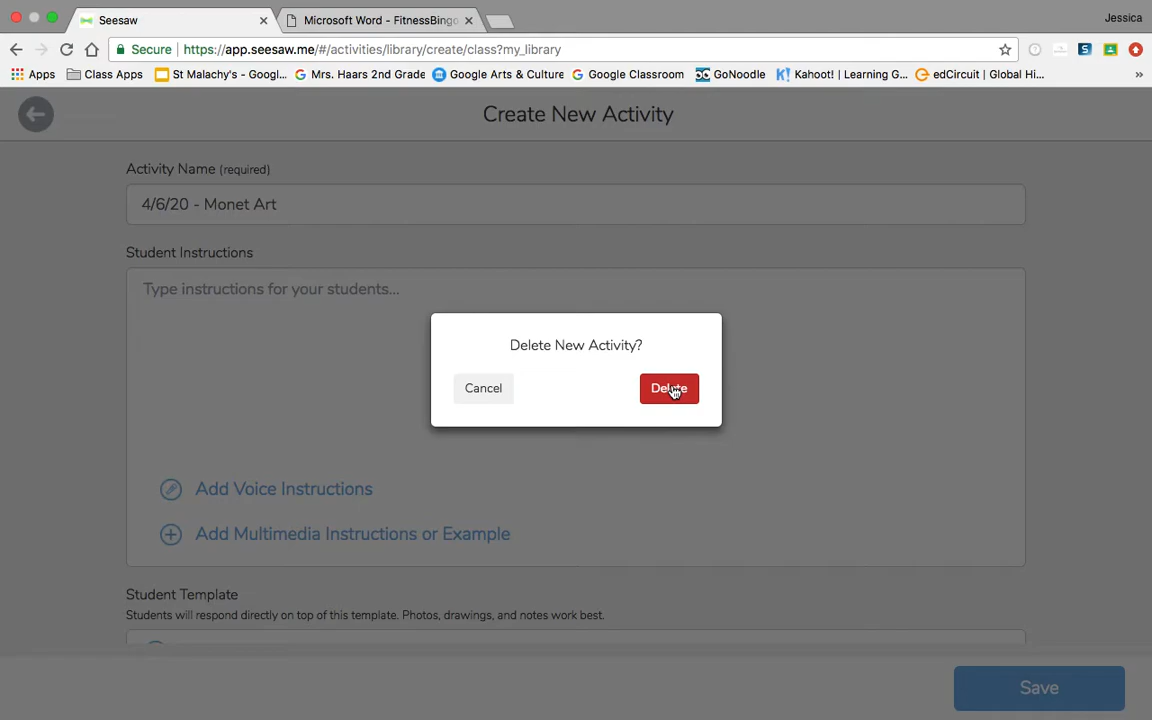 Seesaw
Microsoft Word - FitnessBingo
Jessica
Secure https://app.seesaw.me/#/activities/library/create/class?my_library
Apps Class Apps St Malachy's - Googl... Mrs. Haars 2nd Grade Google Arts & Culture Google Classroom GoNoodle Kahoot! | Learning G... edCircuit | Global Hi... »
Create New Activity
Activity Name (required)
4/6/20 - Monet Art
Student Instructions
Type instructions for your students...
Delete New Activity?
Cancel Delete
Add Voice Instructions
Add Multimedia Instructions or Example
Student Template
Students will respond directly on top of this template. Photos, drawings, and notes work best.
Save